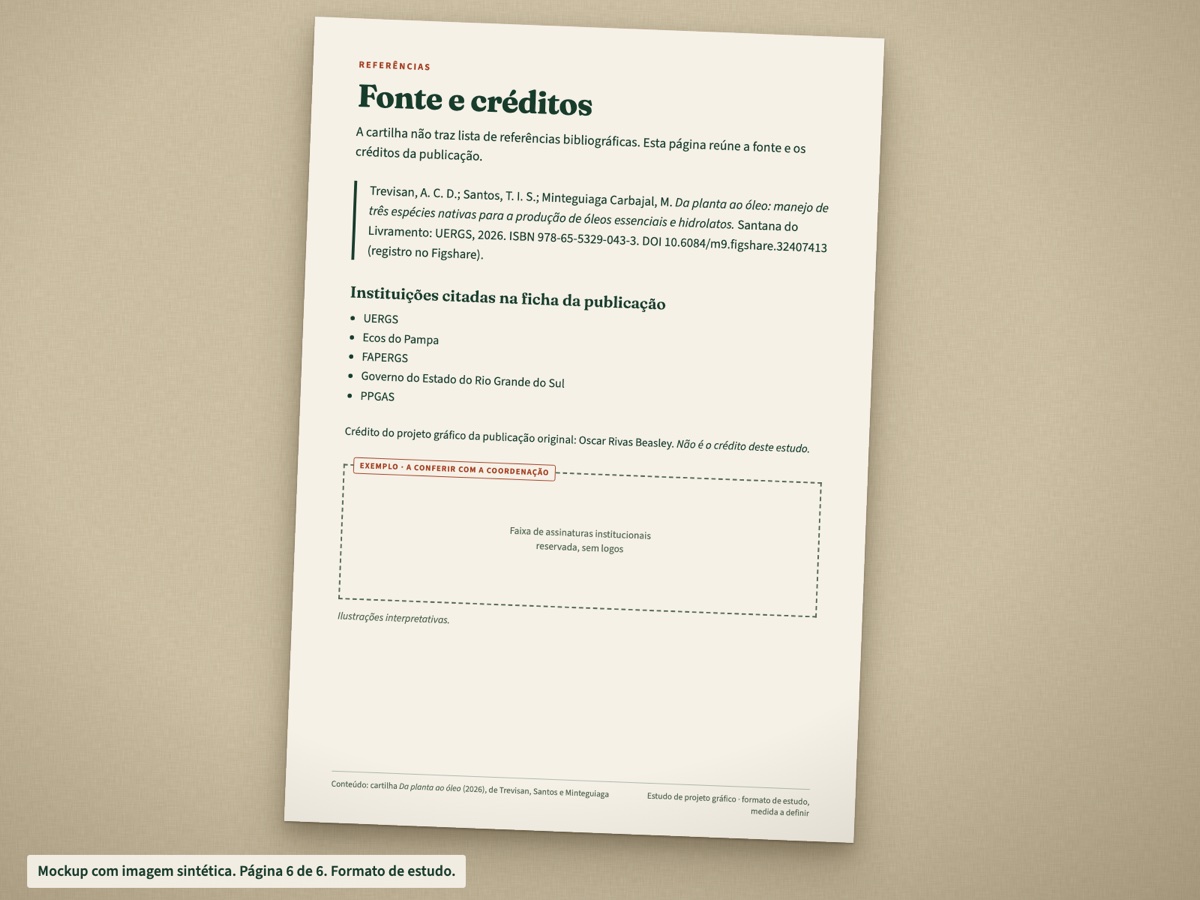 REFERÊNCIAS
Fonte e créditos
A cartilha não traz lista de referências bibliográficas. Esta página reúne a fonte e os
créditos da publicação.
Trevisan, A. C. D.; Santos, T. I. S.; Minteguiaga Carbajal, M. Da planta ao óleo: manejo de
três espécies nativas para a produção de óleos essenciais e hidrolatos. Santana do
Livramento: UERGS, 2026. ISBN 978-65-5329-043-3. DOI 10.6084/m9.figshare.32407413
(registro no Figshare).
Instituições citadas na ficha da publicação
• UERGS
• Ecos do Pampa
• FAPERGS
• Governo do Estado do Rio Grande do Sul
• PPGAS
Crédito do projeto gráfico da publicação original: Oscar Rivas Beasley. Não é o crédito deste estudo.
EXEMPLO · A CONFERIR COM A COORDENAÇÃO
Faixa de assinaturas institucionais
reservada, sem logos
Ilustrações interpretativas.
Conteúdo: cartilha Da planta ao óleo (2026), de Trevisan, Santos e Minteguiaga
Estudo de projeto gráfico · formato de estudo,
medida a definir
Mockup com imagem sintética. Página 6 de 6. Formato de estudo.